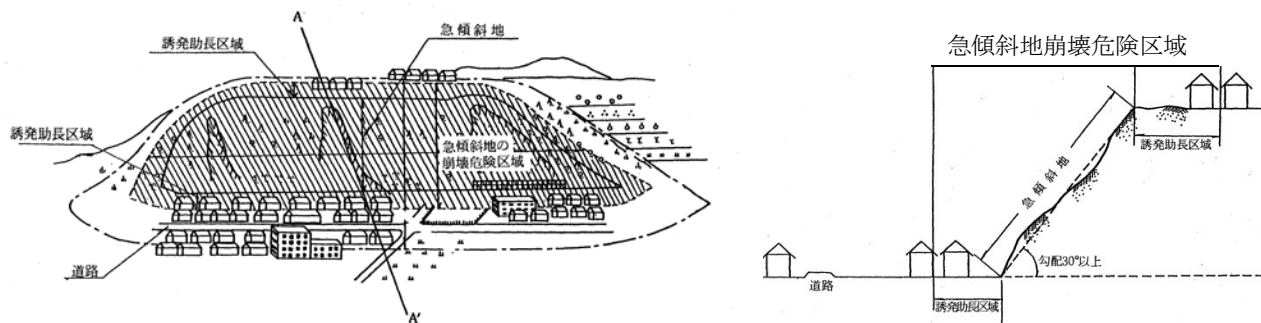 A
誘発助長区域
急傾斜地
誘発助長区域
急傾斜地の
崩壊危険区域
道路
A'
急傾斜地崩壊危険区域
誘発助長区域
急傾斜地
勾配30°以上
道路
誘発助長区域